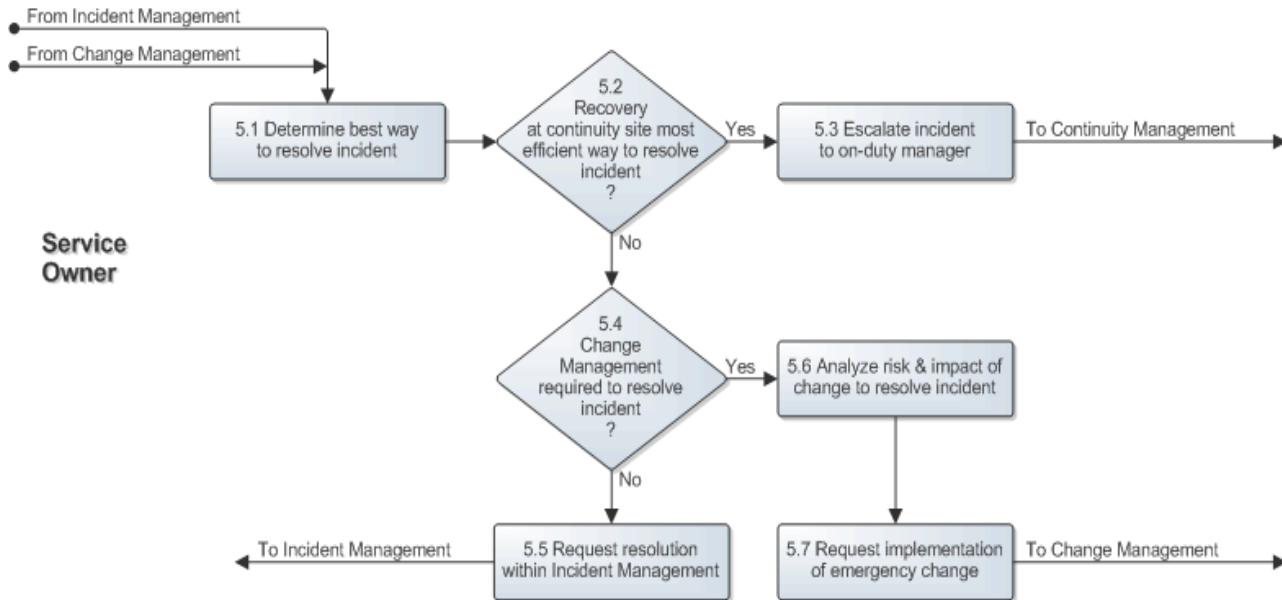 From Incident Management
From Change Management
5.1 Determine best way
to resolve incident
5.2
Recovery
at continuity site most
efficient way to resolve
incident
?
Yes
5.3 Escalate incident
to on-duty manager
To Continuity Management
No
Service
Owner
5.4
Change
Management
required to resolve
incident
?
Yes
5.6 Analyze risk & impact of
change to resolve incident
No
To Incident Management
5.5 Request resolution
within Incident Management
5.7 Request implementation
of emergency change
To Change Management